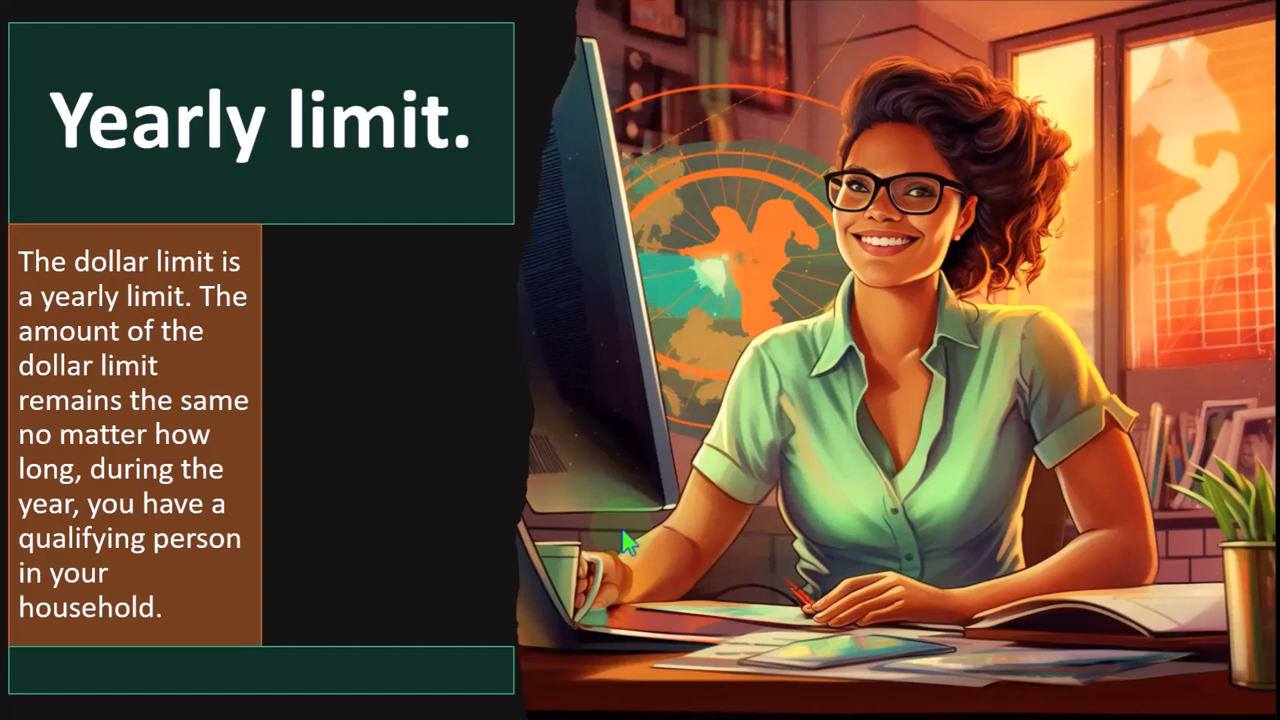 Yearly limit.
The dollar limit is
a yearly limit. The
amount of the
dollar limit
remains the same
no matter how
long, during the
year, you have a
qualifying person
in your
household.